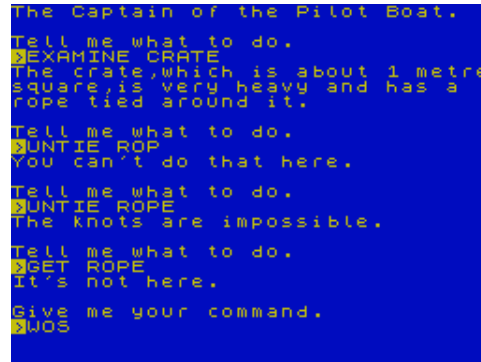 The Captain of the Pilot Boat.
Tell me what to do.
>EXAMINE CRATE
The crate,which is about 1 metre
square,is very heavy and has a
rope tied around it.
Tell me what to do.
>UNTIE ROP
You can't do that here.
Tell me what to do.
>UNTIE ROPE
The knots are impossible.
Tell me what to do.
>GET ROPE
It's not here.
Give me your command.
>WOS